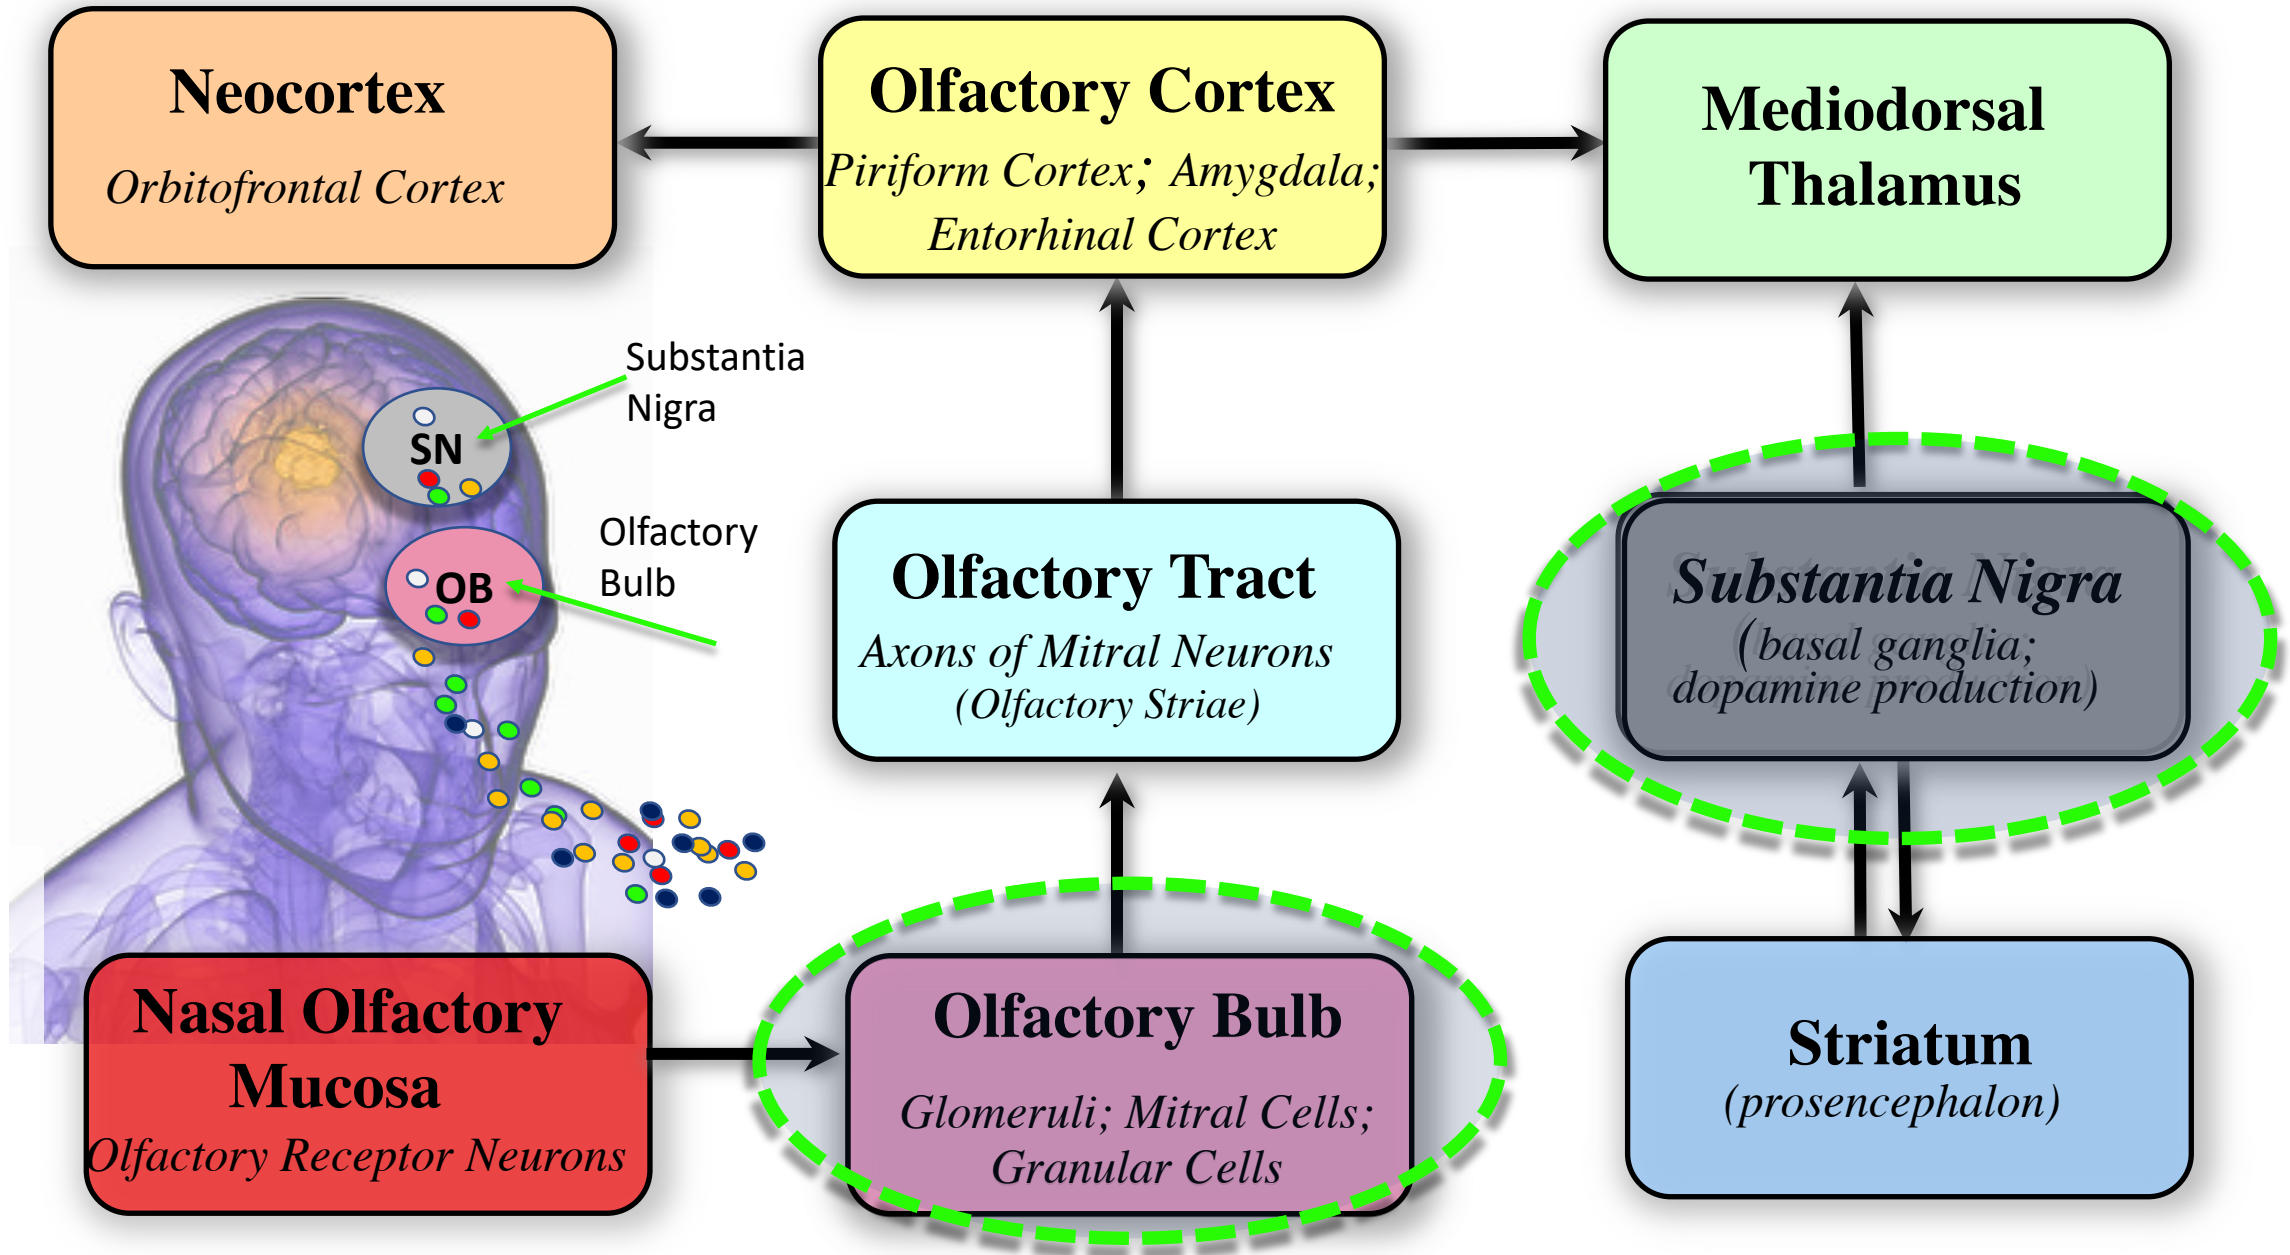 Neocortex
Orbitofrontal Cortex
Olfactory Cortex
Piriform Cortex; Amygdala;
Entorhinal Cortex
Mediodorsal
Thalamus
Substantia
Nigra
SN
Olfactory
Bulb
OB
Olfactory Tract
Axons of Mitral Neurons
(Olfactory Striae)
Substantia Nigra
(basal ganglia;
dopamine production)
Nasal Olfactory
Mucosa
Olfactory Receptor Neurons
Olfactory Bulb
Glomeruli; Mitral Cells;
Granular Cells
Striatum
(prosencephalon)